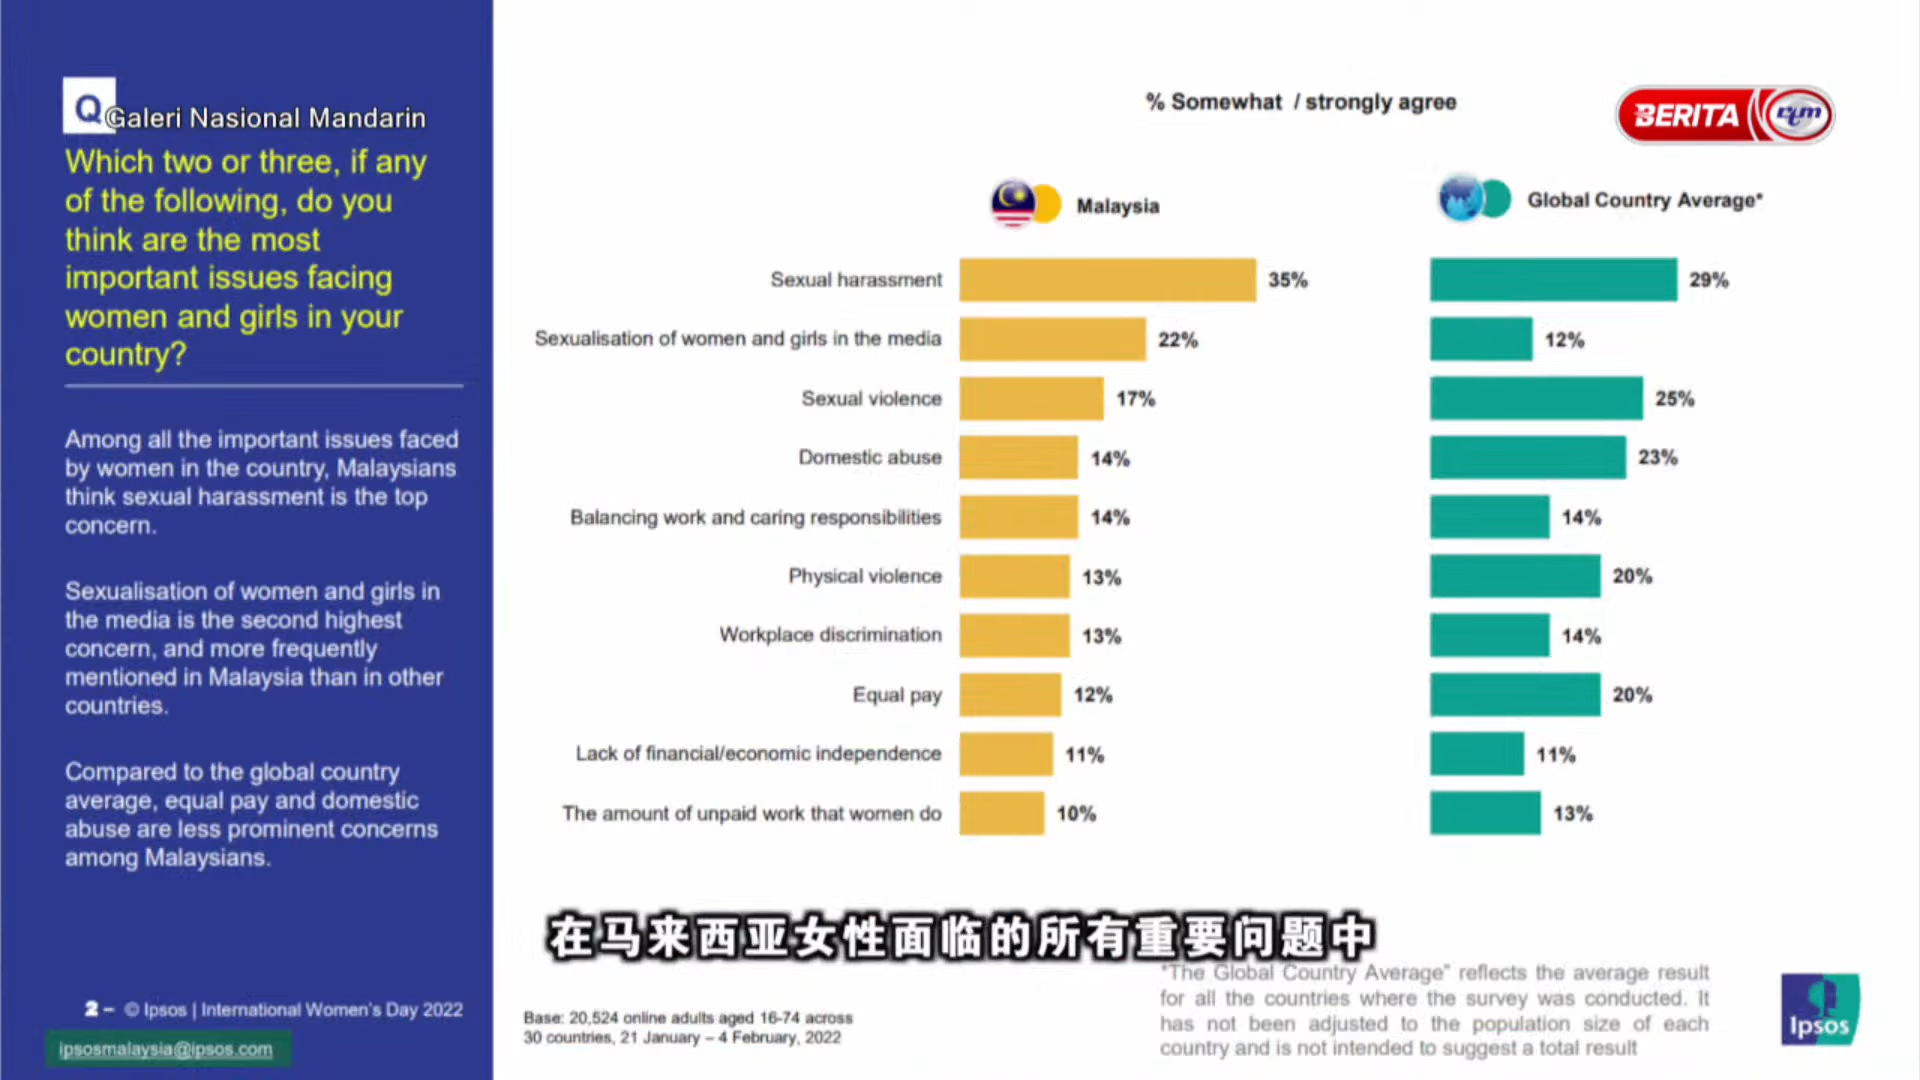 Q
Galeri Nasional Mandarin
Which two or three, if any
of the following, do you
think are the most
important issues facing
women and girls in your
country?
Among all the important issues faced
by women in the country, Malaysians
think sexual harassment is the top
concern.
Sexualisation of women and girls in
the media is the second highest
concern, and more frequently
mentioned in Malaysia than in other
countries.
Compared to the global country
average, equal pay and domestic
abuse are less prominent concerns
among Malaysians.
2 – © Ipsos | International Women's Day 2022
ipsosmalaysia@ipsos.com
% Somewhat / strongly agree
BERITA rtm
Malaysia
Global Country Average*
Sexual harassment 35% 29%
Sexualisation of women and girls in the media 22% 12%
Sexual violence 17% 25%
Domestic abuse 14% 23%
Balancing work and caring responsibilities 14% 14%
Physical violence 13% 20%
Workplace discrimination 13% 14%
Equal pay 12% 20%
Lack of financial/economic independence 11% 11%
The amount of unpaid work that women do 10% 13%
在马来西亚女性面临的所有重要问题中
Base: 20,524 online adults aged 16-74 across
30 countries, 21 January – 4 February, 2022
"The Global Country Average" reflects the average result
for all the countries where the survey was conducted. It
has not been adjusted to the population size of each
country and is not intended to suggest a total result
Ipsos